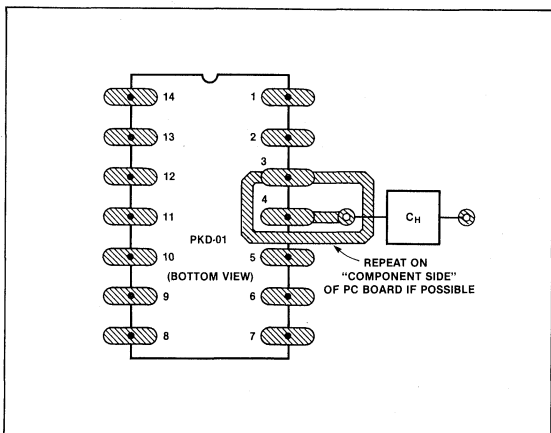 14 1
13 2
12 3
11 4
10 5
9 6
8 7
PKD-01
(BOTTOM VIEW)
C_H
REPEAT ON
"COMPONENT SIDE"
OF PC BOARD IF POSSIBLE